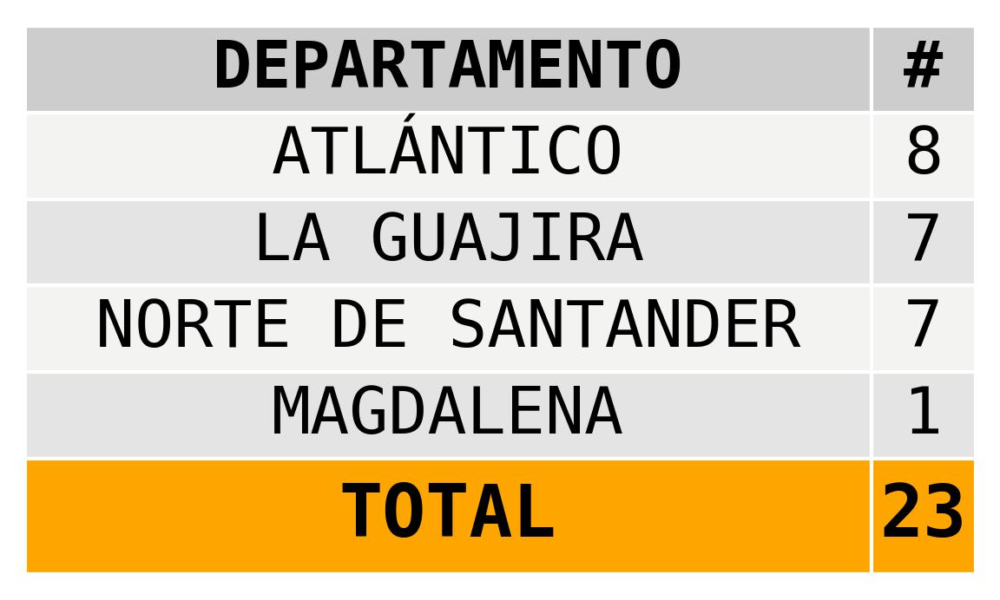 DEPARTAMENTO #
ATLÁNTICO 8
LA GUAJIRA 7
NORTE DE SANTANDER 7
MAGDALENA 1
TOTAL 23